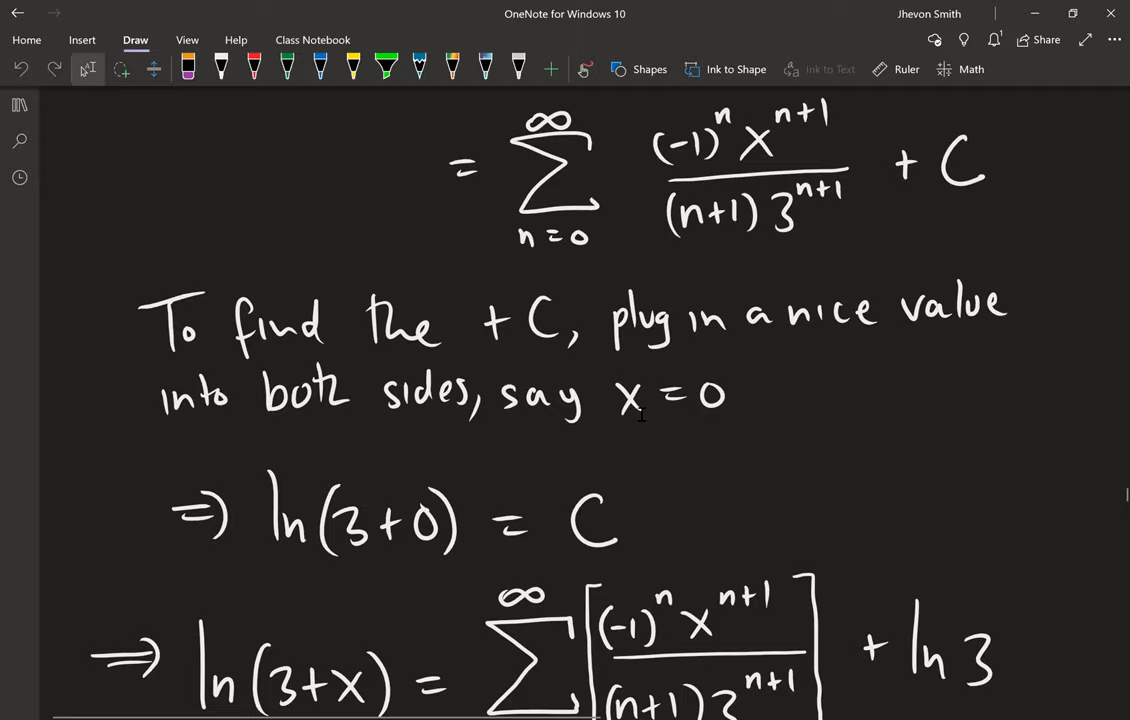 OneNote for Windows 10
Jhevon Smith
Home Insert Draw View Help Class Notebook
Share
Shapes Ink to Shape Ink to Text Ruler Math
= ∑_{n=0}^{∞} \frac{(-1)^n x^{n+1}}{(n+1) 3^{n+1}} + C
To find the + C, plug in a nice value
into both sides, say x = 0
=> ln(3+0) = C
=> ln(3+x) = ∑^{∞} [\frac{(-1)^n x^{n+1}}{(n+1) 3^{n+1}}] + ln 3